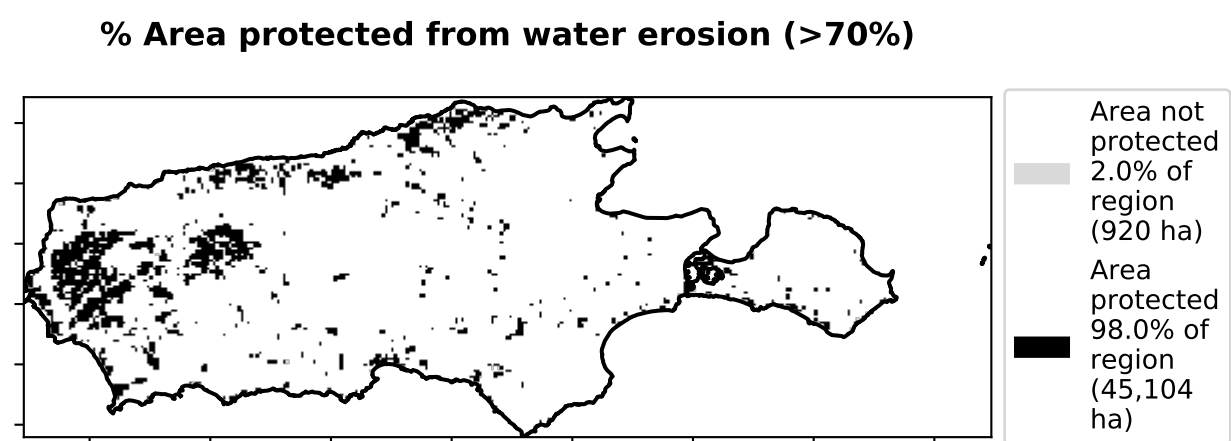 % Area protected from water erosion (>70%)
Area not
protected
2.0% of
region
(920 ha)
Area
protected
98.0% of
region
(45,104
ha)